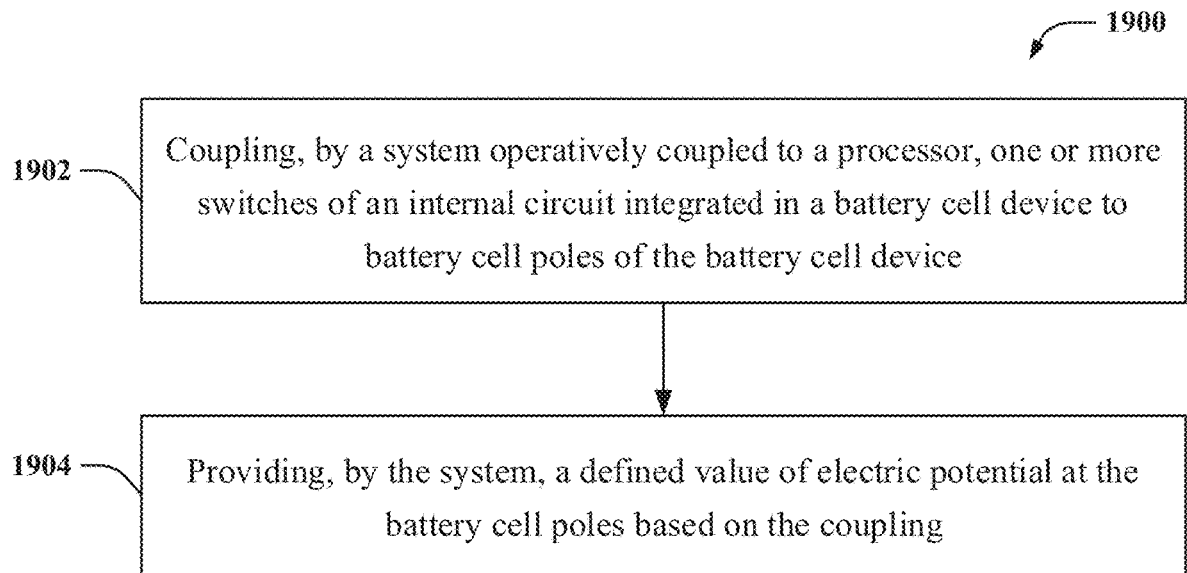 1900
1902
Coupling, by a system operatively coupled to a processor, one or more
switches of an internal circuit integrated in a battery cell device to
battery cell poles of the battery cell device
1904
Providing, by the system, a defined value of electric potential at the
battery cell poles based on the coupling